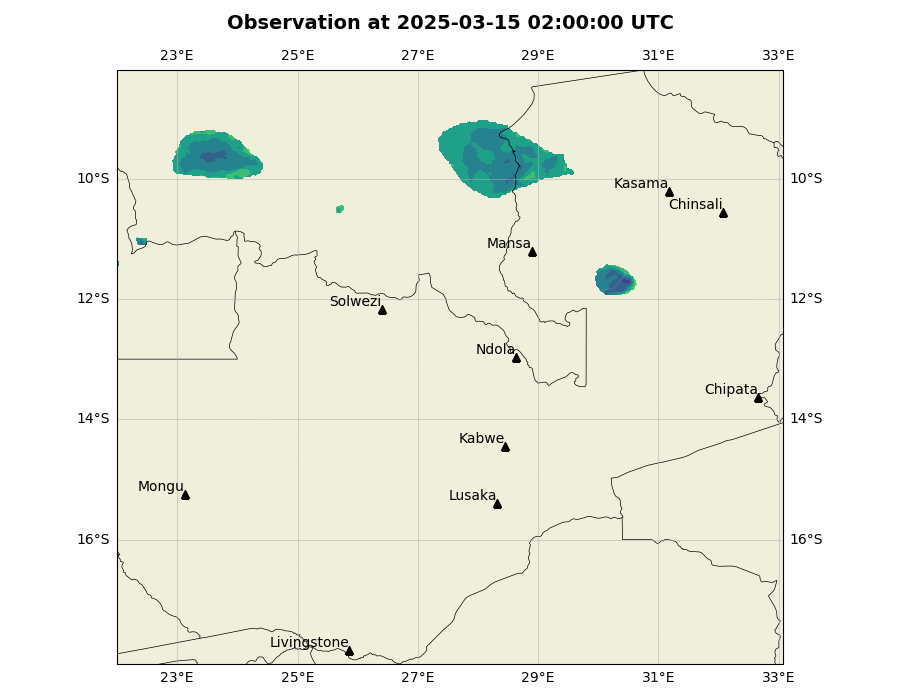 Observation at 2025-03-15 02:00:00 UTC
23°E 25°E 27°E 29°E 31°E 33°E
10°S 10°S
Kasama
Chinsali
Mansa
12°S 12°S
Solwezi
Ndola
Chipata
14°S 14°S
Kabwe
Mongu
Lusaka
16°S 16°S
Livingstone
23°E 25°E 27°E 29°E 31°E 33°E